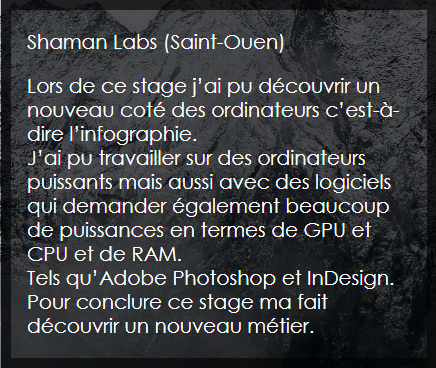 Shaman Labs (Saint-Ouen)
Lors de ce stage j'ai pu découvrir un
nouveau coté des ordinateurs c'est-à-
dire l'infographie.
J'ai pu travailler sur des ordinateurs
puissants mais aussi avec des logiciels
qui demander également beaucoup
de puissances en termes de GPU et
CPU et de RAM.
Tels qu'Adobe Photoshop et InDesign.
Pour conclure ce stage ma fait
découvrir un nouveau métier.